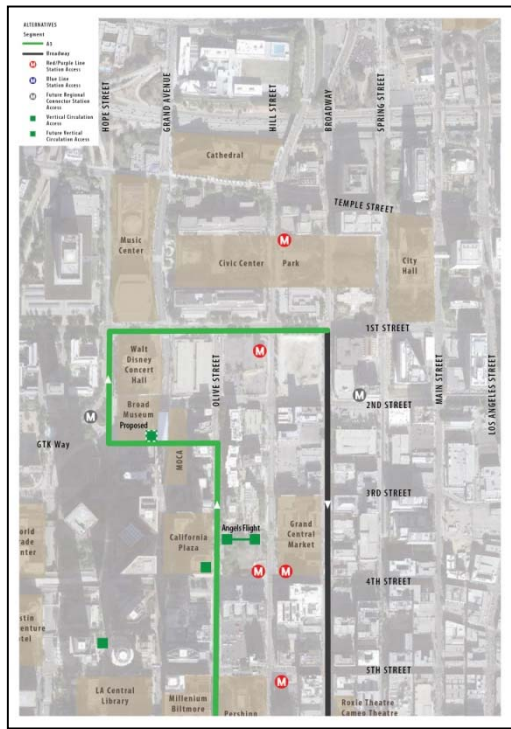 ALTERNATIVES
Segment
A5
Broadway
M
Red/Purple Line
Station Access
M
Blue Line
Station Access
M
Future Regional
Connector Station
Access
Vertical Circulation
Access
Future Vertical
Circulation Access
HOPE STREET
GRAND AVENUE
HILL STREET
BROADWAY
SPRING STREET
Cathedral
TEMPLE STREET
Music
Center
M
Civic Center
Park
City
Hall
1ST STREET
Walt
Disney
Concert
Hall
M
OLIVE STREET
MAIN STREET
LOS ANGELES STREET
Broad
Museum
Proposed
M
M
2ND STREET
GTK Way
MOCA
3RD STREET
California
Plaza
Angels Flight
Grand
Central
Market
M
M
4TH STREET
5TH STREET
M
LA Central
Library
Millenium
Biltmore
Pershing
Theatre
Theatre